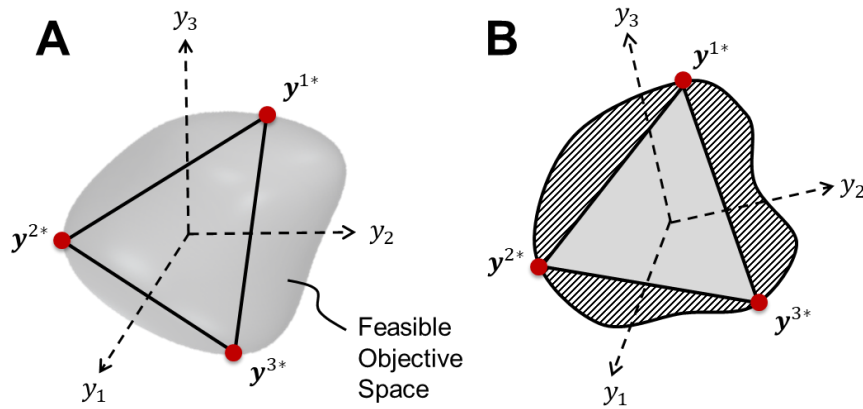 A
B
y₃
y¹*
y²*
y₂
y³*
y₁
Feasible
Objective
Space
y₃
y¹*
y₂
y²*
y³*
y₁